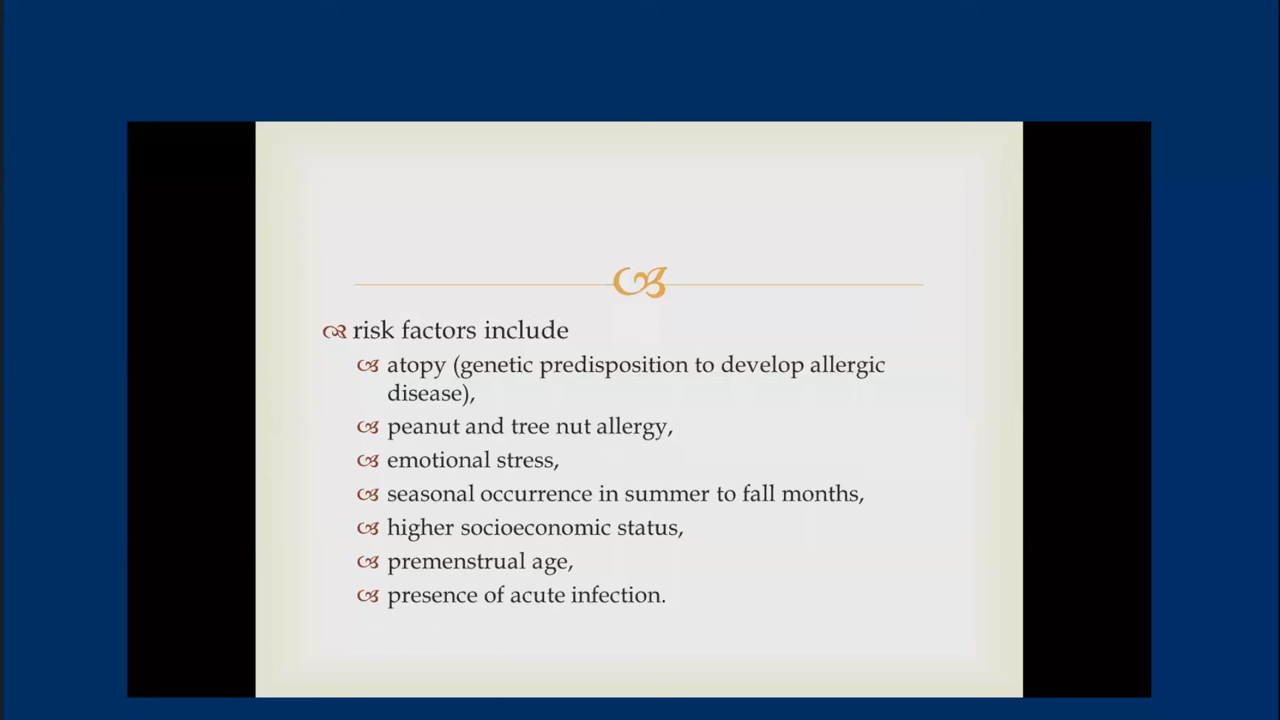 risk factors include
atopy (genetic predisposition to develop allergic
disease),
peanut and tree nut allergy,
emotional stress,
seasonal occurrence in summer to fall months,
higher socioeconomic status,
premenstrual age,
presence of acute infection.